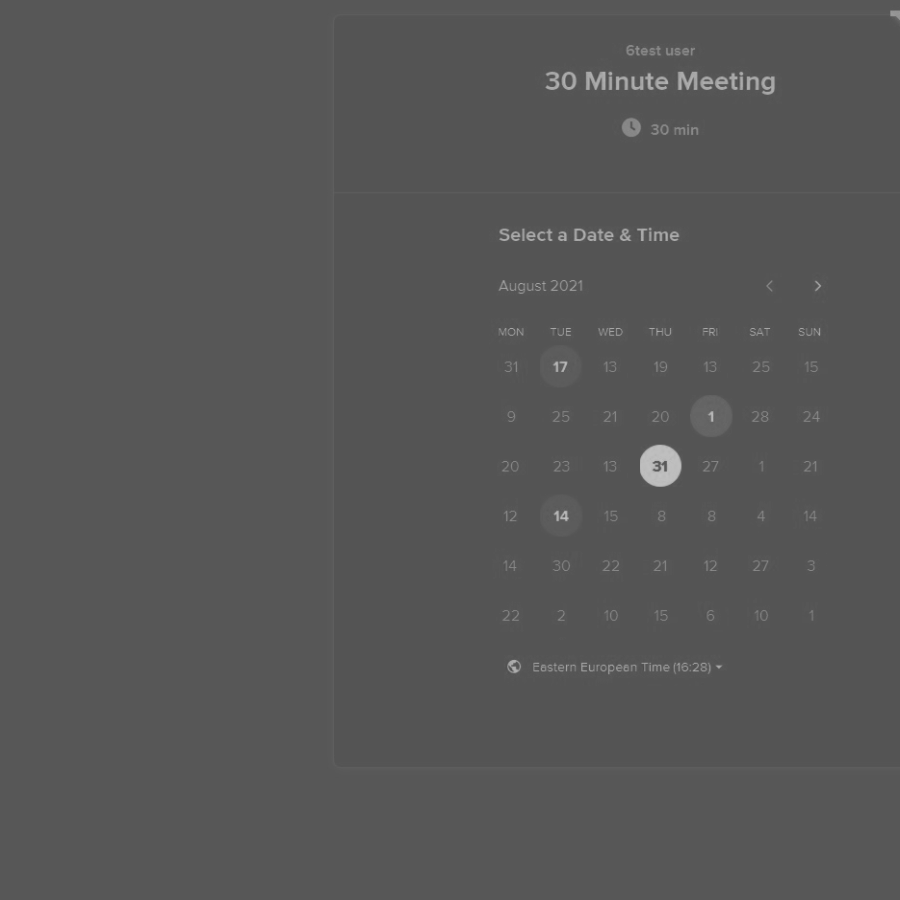 6test user
30 Minute Meeting
30 min
Select a Date & Time
August 2021
MON TUE WED THU FRI SAT SUN
31 17 13 19 13 25 15
9 25 21 20 1 28 24
20 23 13 31 27 1 21
12 14 15 8 8 4 14
14 30 22 21 12 27 3
22 2 10 15 6 10 1
Eastern European Time (16:28)